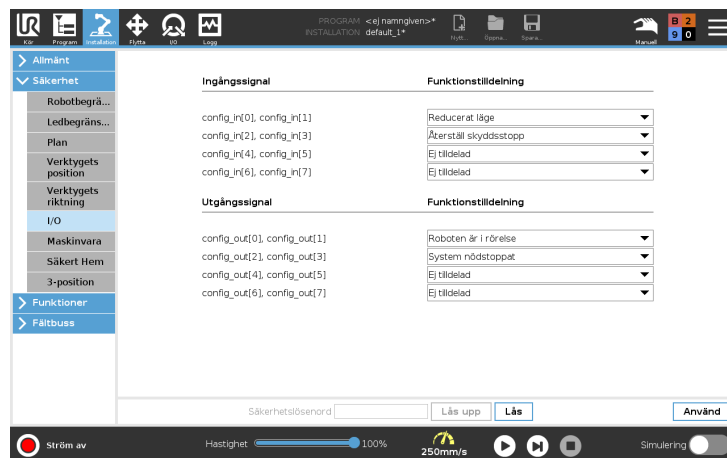 UR
PROGRAM <ej namngiven>*
INSTALLATION default_1*
B 2
9 0
Kör Program Installation Flytta I/O Logg Nytt... Öppna... Spara... Manuell
Allmänt
Säkerhet
Robotbegrä...
Ledbegräns...
Plan
Verktygets
position
Verktygets
riktning
I/O
Maskinvara
Säkert Hem
3-position
Funktioner
Fältbuss
Ingångssignal Funktionstilldelning
config_in[0], config_in[1] Reducerat läge
config_in[2], config_in[3] Återställ skyddsstopp
config_in[4], config_in[5] Ej tilldelad
config_in[6], config_in[7] Ej tilldelad
Utgångssignal Funktionstilldelning
config_out[0], config_out[1] Roboten är i rörelse
config_out[2], config_out[3] System nödstoppat
config_out[4], config_out[5] Ej tilldelad
config_out[6], config_out[7] Ej tilldelad
Säkerhetslösenord Lås upp Lås Använd
Ström av Hastighet 100% 250mm/s Simulering